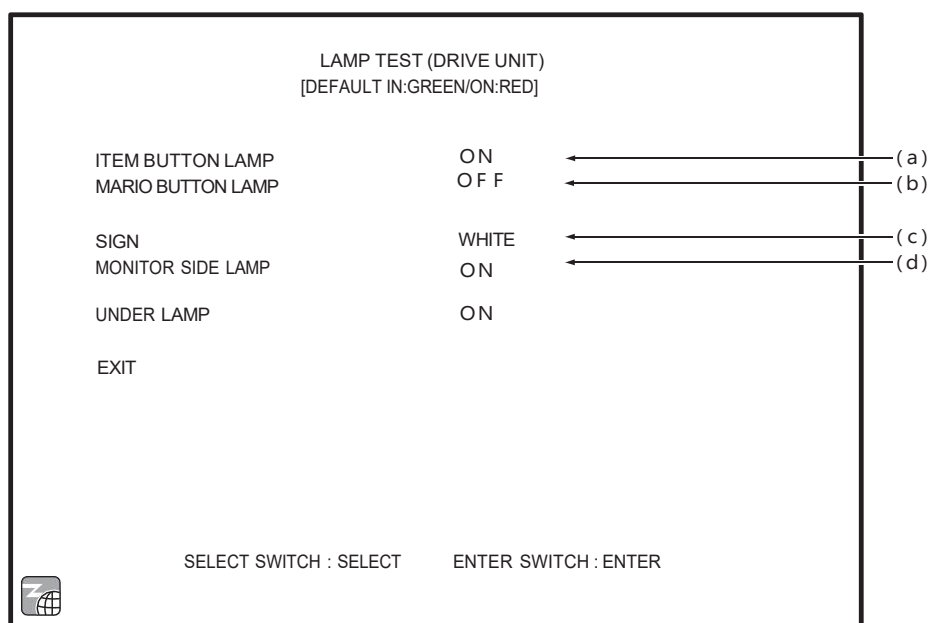 LAMP TEST (DRIVE UNIT)
[DEFAULT IN:GREEN/ON:RED]
ITEM BUTTON LAMP ON (a)
MARIO BUTTON LAMP OFF (b)
SIGN WHITE (c)
MONITOR SIDE LAMP ON (d)
UNDER LAMP ON
EXIT
SELECT SWITCH : SELECT ENTER SWITCH : ENTER